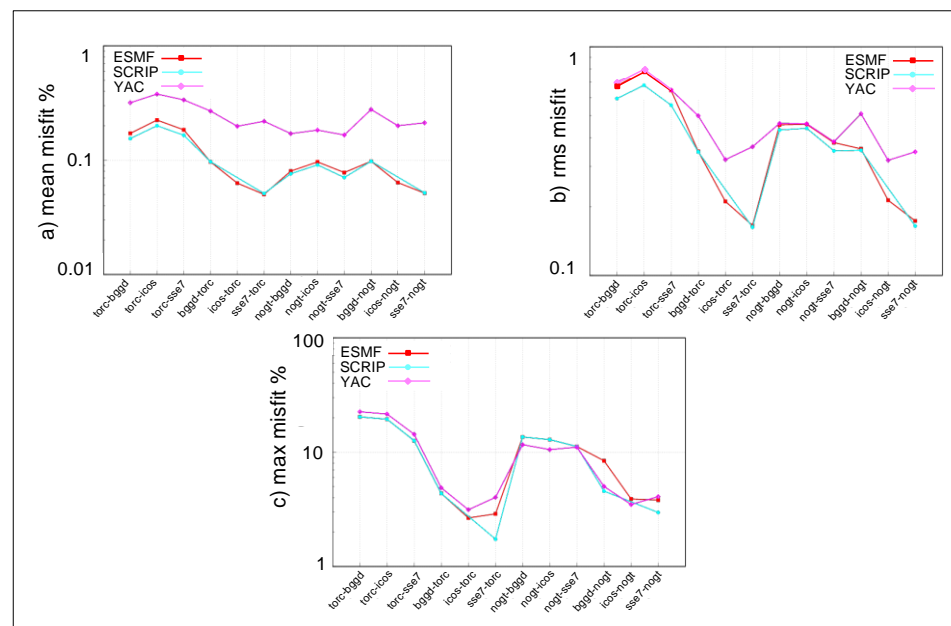 a) mean misfit %
1
0.1
0.01
ESMF
SCRIP
YAC
torc-bggd
torc-icos
torc-sse7
bggd-torc
icos-torc
sse7-torc
nogt-bggd
nogt-icos
nogt-sse7
bggd-nogt
icos-nogt
sse7-nogt
b) rms misfit
1
0.1
ESMF
SCRIP
YAC
torc-bggd
torc-icos
torc-sse7
bggd-torc
icos-torc
sse7-torc
nogt-bggd
nogt-icos
nogt-sse7
bggd-nogt
icos-nogt
sse7-nogt
c) max misfit %
100
10
1
ESMF
SCRIP
YAC
torc-bggd
torc-icos
torc-sse7
bggd-torc
icos-torc
sse7-torc
nogt-bggd
nogt-icos
nogt-sse7
bggd-nogt
icos-nogt
sse7-nogt